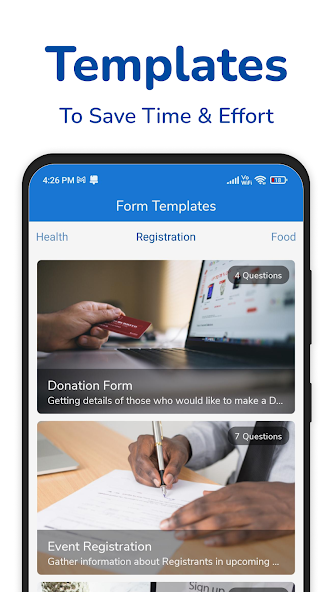 Templates
To Save Time & Effort
4:26 PM
Vo
WiFi
18
Form Templates
Health
Registration
Food
4 Questions
Donation Form
Getting details of those who would like to make a D...
7 Questions
Event Registration
Gather information about Registrants in upcoming ...
Sign up